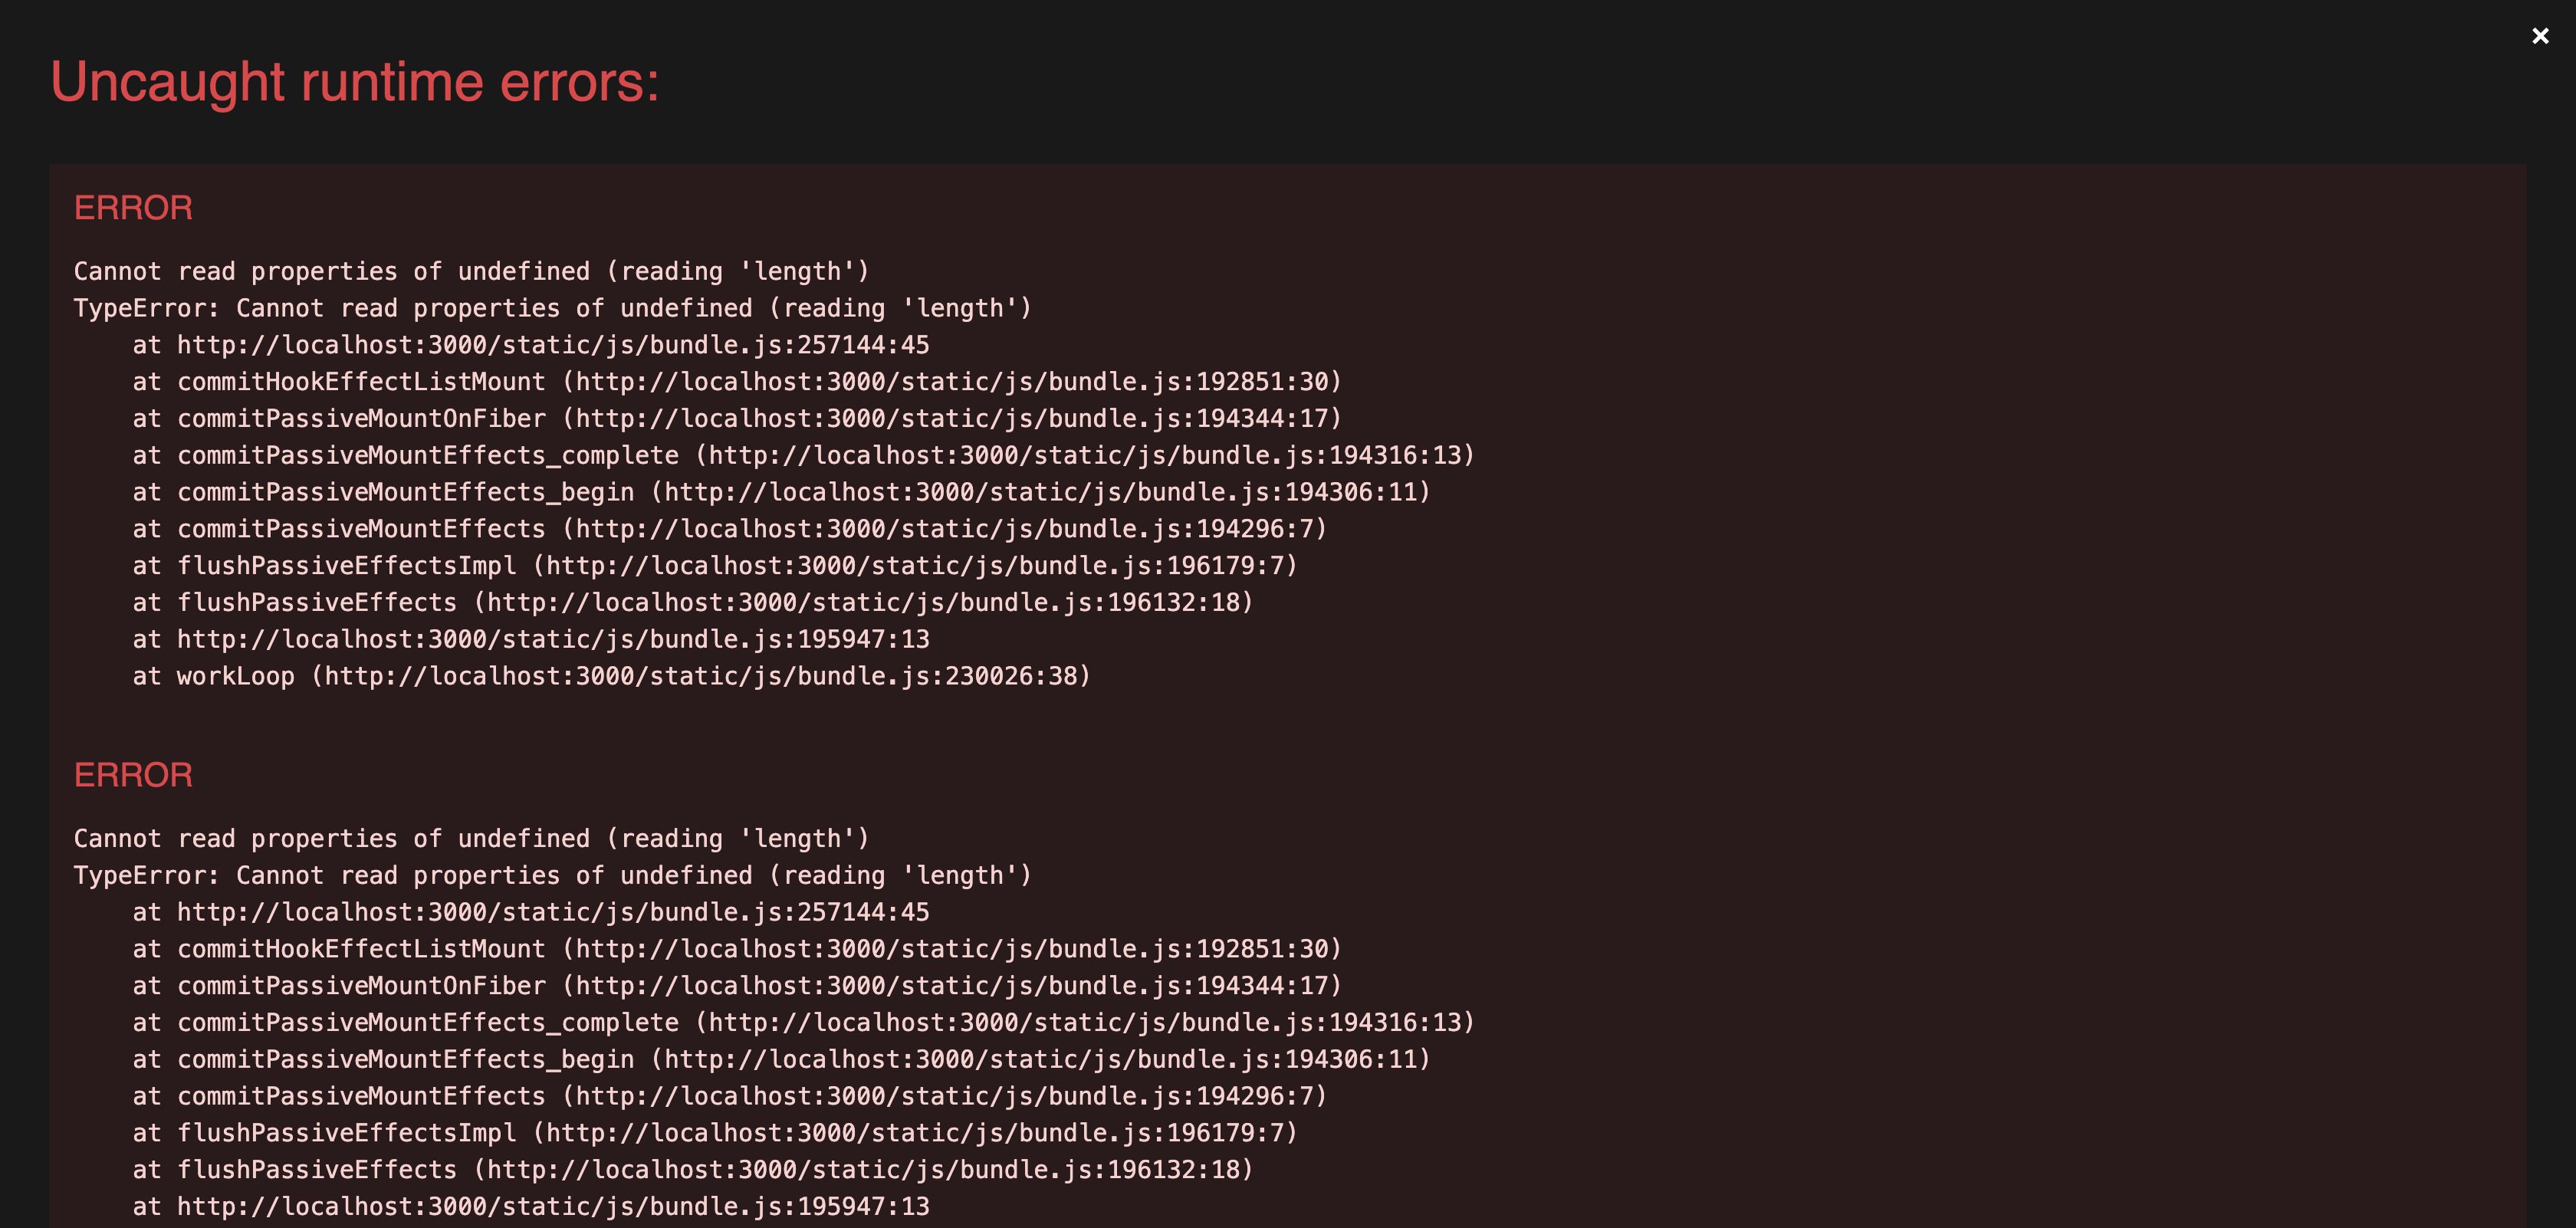 ×
Uncaught runtime errors:
ERROR
Cannot read properties of undefined (reading 'length')
TypeError: Cannot read properties of undefined (reading 'length')
    at http://localhost:3000/static/js/bundle.js:257144:45
    at commitHookEffectListMount (http://localhost:3000/static/js/bundle.js:192851:30)
    at commitPassiveMountOnFiber (http://localhost:3000/static/js/bundle.js:194344:17)
    at commitPassiveMountEffects_complete (http://localhost:3000/static/js/bundle.js:194316:13)
    at commitPassiveMountEffects_begin (http://localhost:3000/static/js/bundle.js:194306:11)
    at commitPassiveMountEffects (http://localhost:3000/static/js/bundle.js:194296:7)
    at flushPassiveEffectsImpl (http://localhost:3000/static/js/bundle.js:196179:7)
    at flushPassiveEffects (http://localhost:3000/static/js/bundle.js:196132:18)
    at http://localhost:3000/static/js/bundle.js:195947:13
    at workLoop (http://localhost:3000/static/js/bundle.js:230026:38)
ERROR
Cannot read properties of undefined (reading 'length')
TypeError: Cannot read properties of undefined (reading 'length')
    at http://localhost:3000/static/js/bundle.js:257144:45
    at commitHookEffectListMount (http://localhost:3000/static/js/bundle.js:192851:30)
    at commitPassiveMountOnFiber (http://localhost:3000/static/js/bundle.js:194344:17)
    at commitPassiveMountEffects_complete (http://localhost:3000/static/js/bundle.js:194316:13)
    at commitPassiveMountEffects_begin (http://localhost:3000/static/js/bundle.js:194306:11)
    at commitPassiveMountEffects (http://localhost:3000/static/js/bundle.js:194296:7)
    at flushPassiveEffectsImpl (http://localhost:3000/static/js/bundle.js:196179:7)
    at flushPassiveEffects (http://localhost:3000/static/js/bundle.js:196132:18)
    at http://localhost:3000/static/js/bundle.js:195947:13